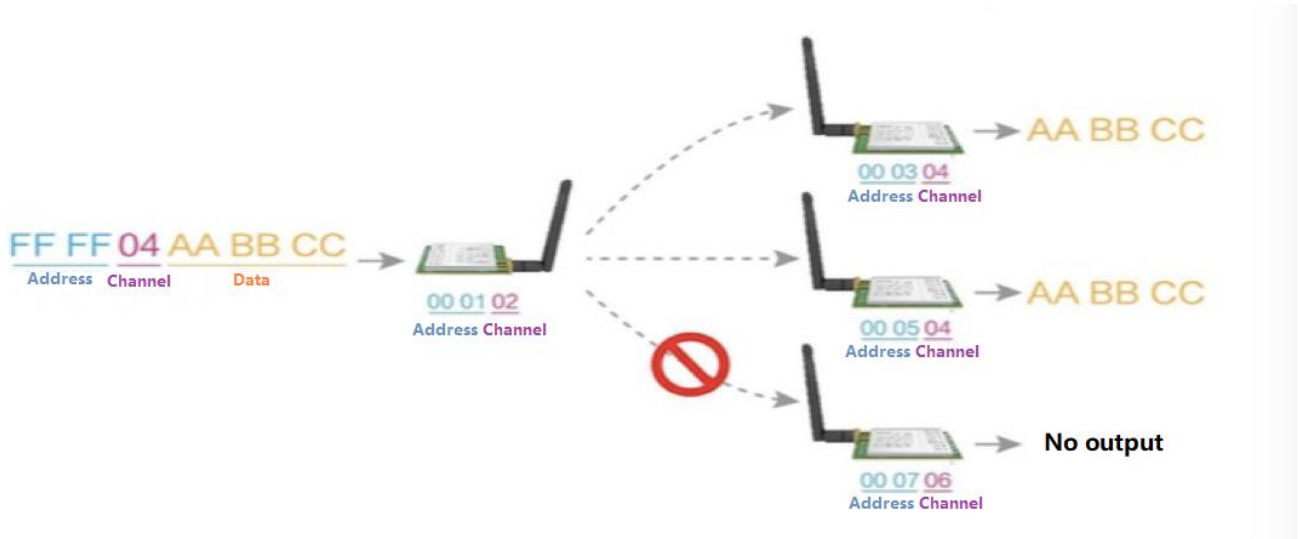 FF FF 04 AA BB CC
Address Channel Data
00 01 02
Address Channel
AA BB CC
00 03 04
Address Channel
AA BB CC
00 05 04
Address Channel
No output
00 07 06
Address Channel